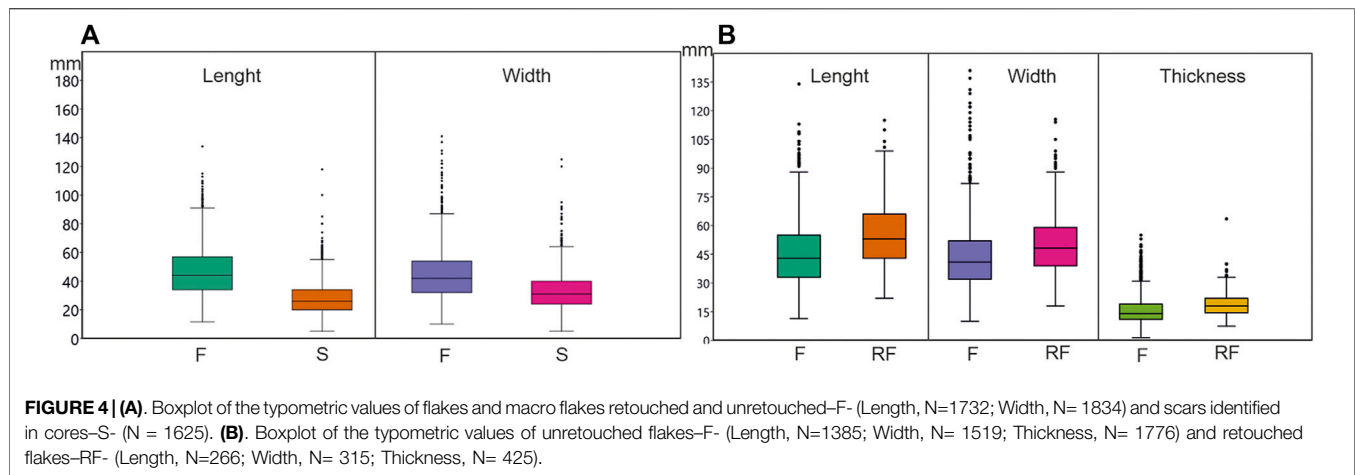 A
mm
Lenght
Width
180
160
140
120
100
80
60
40
20
0
F
S
F
S
B
mm
Lenght
Width
Thickness
135
120
105
90
75
60
45
30
15
0
F
RF
F
RF
F
RF
FIGURE 4 | (A). Boxplot of the typometric values of flakes and macro flakes retouched and unretouched–F- (Length, N=1732; Width, N= 1834) and scars identified
in cores–S- (N = 1625). (B). Boxplot of the typometric values of unretouched flakes–F- (Length, N=1385; Width, N= 1519; Thickness, N= 1776) and retouched
flakes–RF- (Length, N=266; Width, N= 315; Thickness, N= 425).